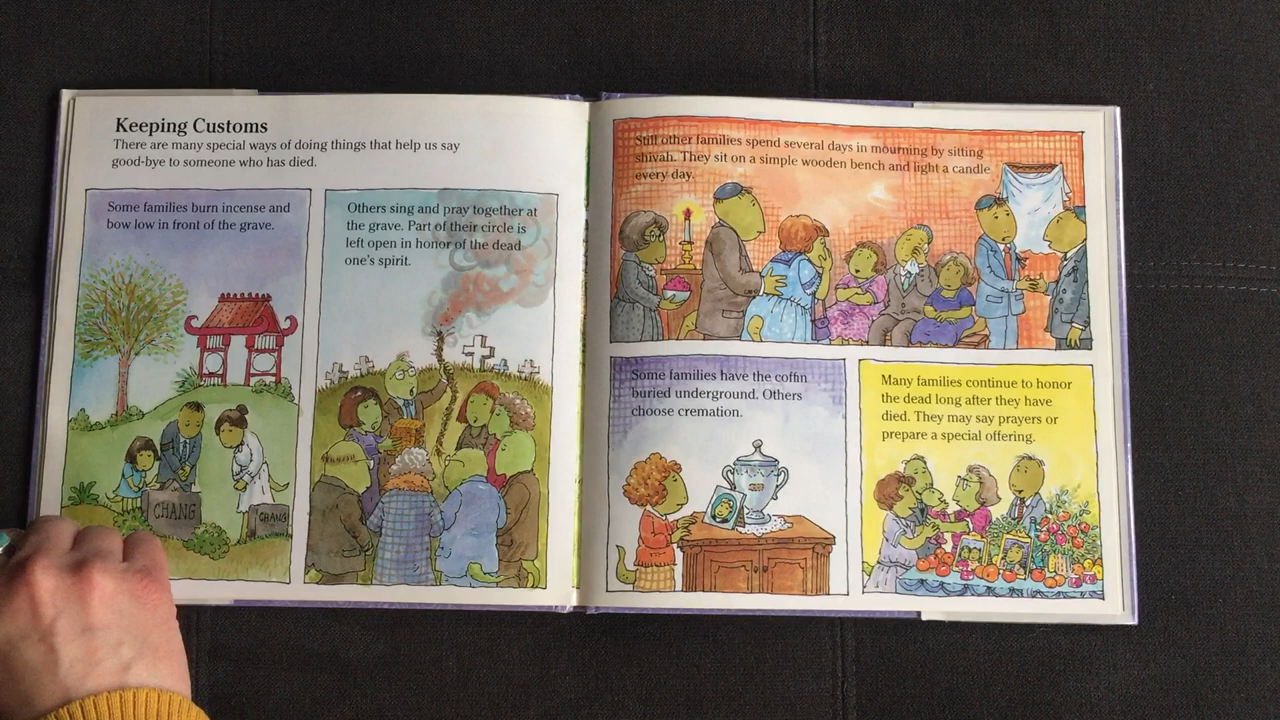 Keeping Customs
There are many special ways of doing things that help us say
good-bye to someone who has died.
Some families burn incense and
bow low in front of the grave.
CHANG
CHANG
Others sing and pray together at
the grave. Part of their circle is
left open in honor of the dead
one's spirit.
Still other families spend several days in mourning by sitting
shivah. They sit on a simple wooden bench and light a candle
every day.
Some families have the coffin
buried underground. Others
choose cremation.
Many families continue to honor
the dead long after they have
died. They may say prayers or
prepare a special offering.